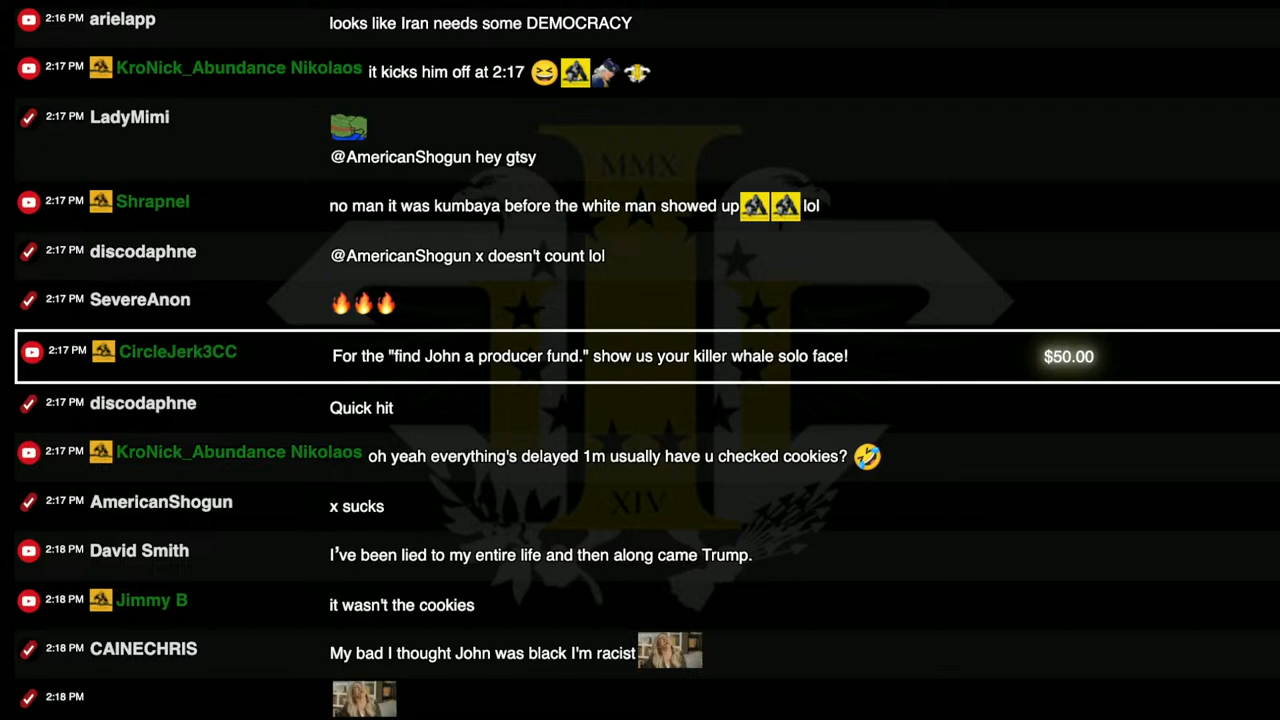 2:16 PM arielapp looks like Iran needs some DEMOCRACY
2:17 PM KroNick_Abundance Nikolaos it kicks him off at 2:17 😆
2:17 PM LadyMimi
@AmericanShogun hey gtsy
MMX
2:17 PM Shrapnel no man it was kumbaya before the white man showed up lol
2:17 PM discodaphne @AmericanShogun x doesn't count lol
2:17 PM SevereAnon 🔥🔥🔥
2:17 PM CircleJerk3CC For the "find John a producer fund." show us your killer whale solo face! $50.00
2:17 PM discodaphne Quick hit
2:17 PM KroNick_Abundance Nikolaos oh yeah everything's delayed 1m usually have u checked cookies? 🤣
2:17 PM AmericanShogun x sucks
XIV
2:18 PM David Smith I've been lied to my entire life and then along came Trump.
2:18 PM Jimmy B it wasn't the cookies
2:18 PM CAINECHRIS My bad I thought John was black I'm racist
2:18 PM